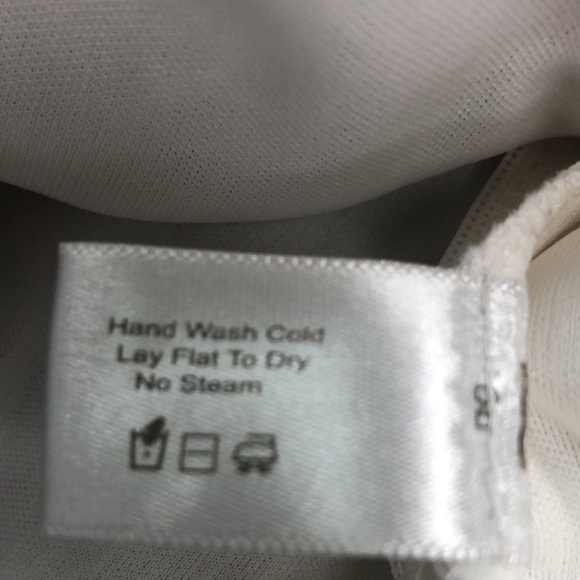 Hand Wash Cold
Lay Flat To Dry
No Steam